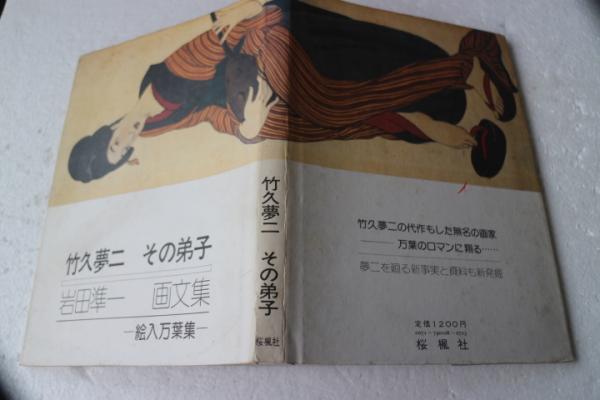 竹久夢二 その弟子
岩田準一 画文集
―絵入万葉集―
竹久夢二 その弟子
桜楓社
竹久夢二の代作もした無名の画家
――万葉のロマンに翔る……
夢二を廻る新事実と資料も新発掘
定価1200円
桜楓社